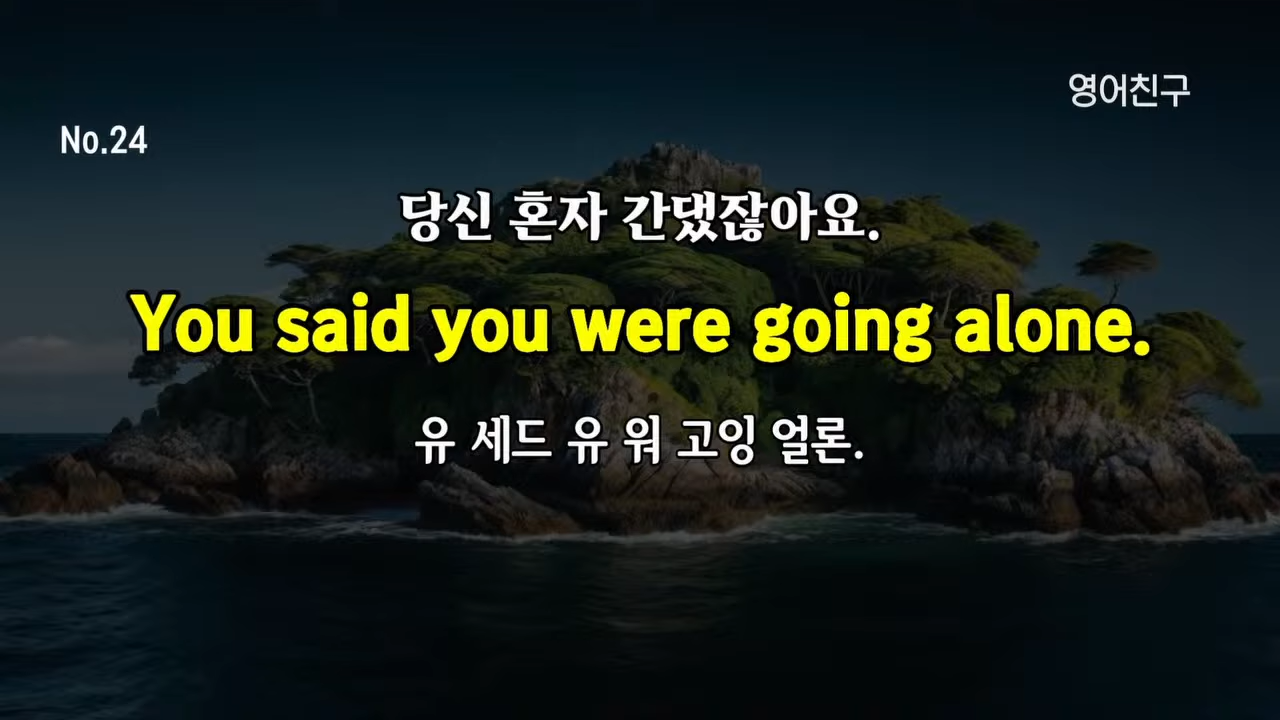 영어친구
No.24
당신 혼자 간댔잖아요.
You said you were going alone.
유 세드 유 워 고잉 얼론.